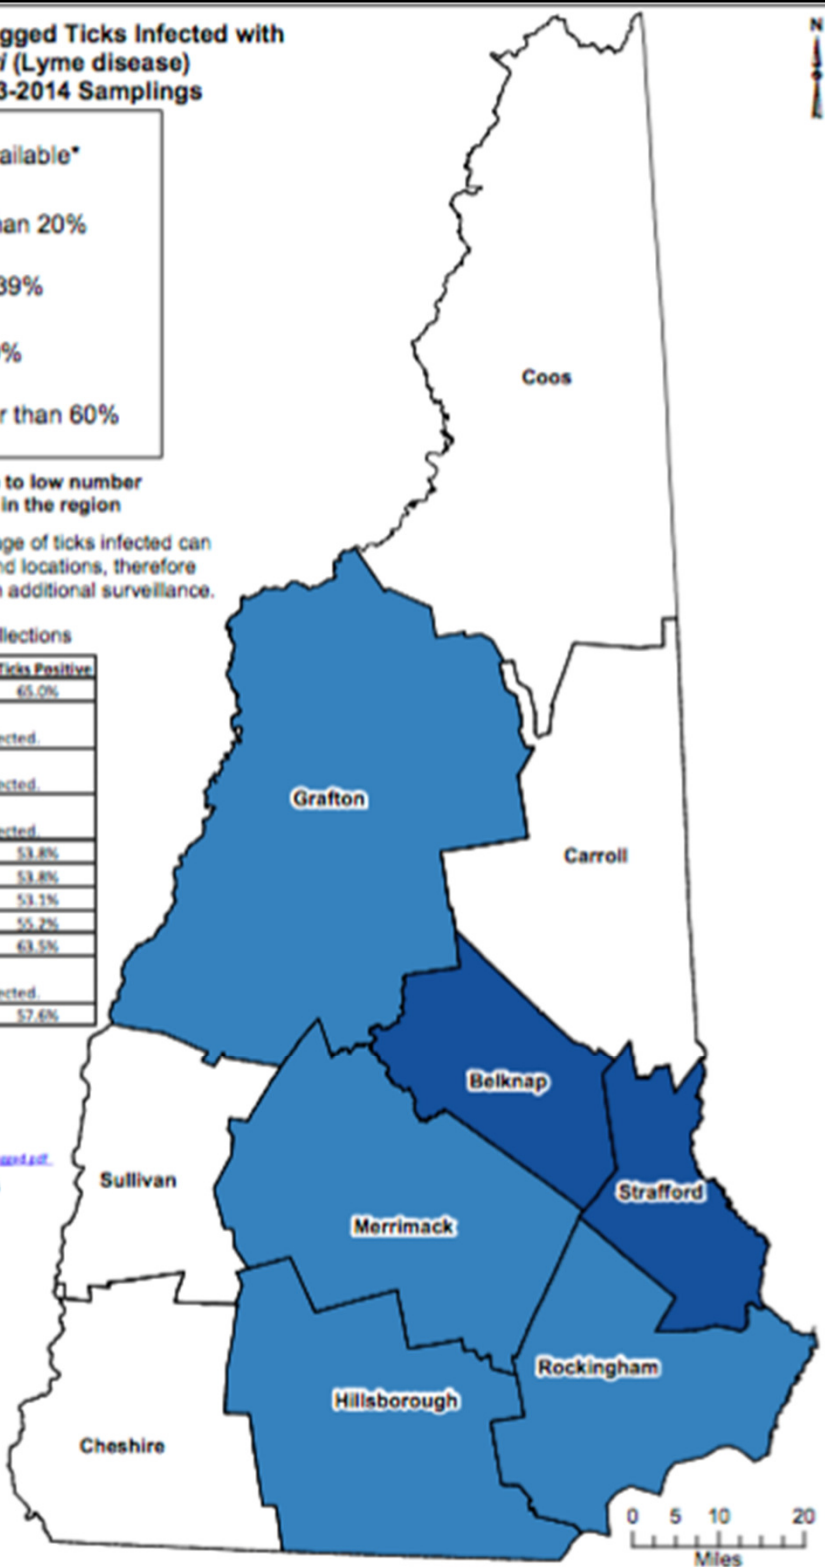 gged Ticks Infected with
i (Lyme disease)
3-2014 Samplings
ailable*
an 20%
39%
%
r than 60%
to low number
in the region
ge of ticks infected can
nd locations, therefore
additional surveillance.
llections
Ticks Positive
65.0%
ected.
ected.
ected.
53.8%
53.8%
53.1%
55.2%
63.5%
ected.
57.6%
gged.pdf
N
Coos
Grafton
Carroll
Belknap
Sullivan
Strafford
Merrimack
Rockingham
Hillsborough
Cheshire
0 5 10 20
Miles